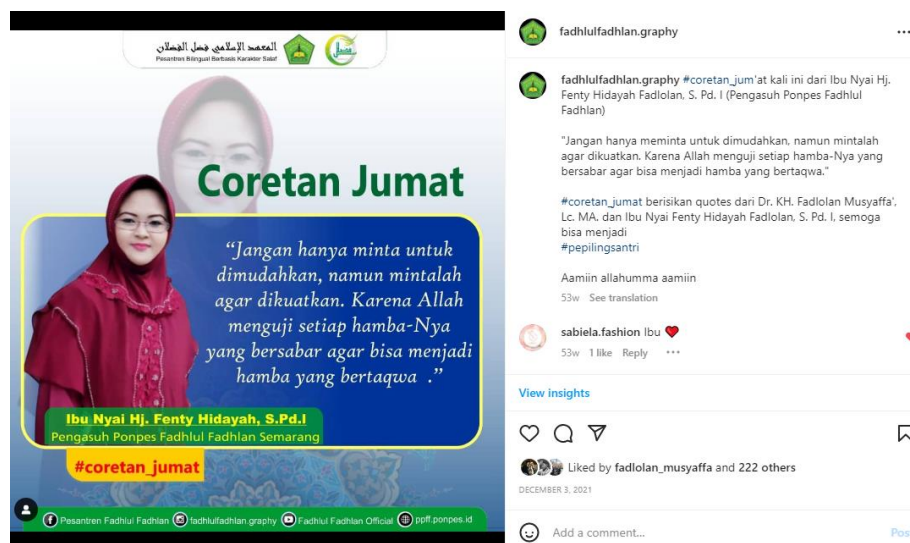 المعهد الإسلامي فضل الفضلان
Pesantren Bilingual Berbasis Karakter Salaf
Coretan Jumat
“Jangan hanya minta untuk
dimudahkan, namun mintalah
agar dikuatkan. Karena Allah
menguji setiap hamba-Nya
yang bersabar agar bisa menjadi
hamba yang bertaqwa .”
Ibu Nyai Hj. Fenty Hidayah, S.Pd.I
Pengasuh Ponpes Fadhlul Fadhlan Semarang
#coretan_jumat
Pesantren Fadhlul Fadhlan fadhlulfadhlan.graphy Fadhlul Fadhlan Official ppff.ponpes.id
fadhlulfadhlan.graphy
fadhlulfadhlan.graphy #coretan_jum'at kali ini dari Ibu Nyai Hj.
Fenty Hidayah Fadlolan, S. Pd. I (Pengasuh Ponpes Fadhlul
Fadhlan)
"Jangan hanya meminta untuk dimudahkan, namun mintalah
agar dikuatkan. Karena Allah menguji setiap hamba-Nya yang
bersabar agar bisa menjadi hamba yang bertaqwa."
#coretan_jumat berisikan quotes dari Dr. KH. Fadlolan Musyaffa',
Lc. MA. dan Ibu Nyai Fenty Hidayah Fadlolan, S. Pd. I, semoga
bisa menjadi
#pepilingsantri
Aamiin allahumma aamiin
53w See translation
sabiela.fashion Ibu ❤️
53w 1 like Reply •••
View insights
Liked by fadlolan_musyaffa and 222 others
DECEMBER 3, 2021
Add a comment...
Pos